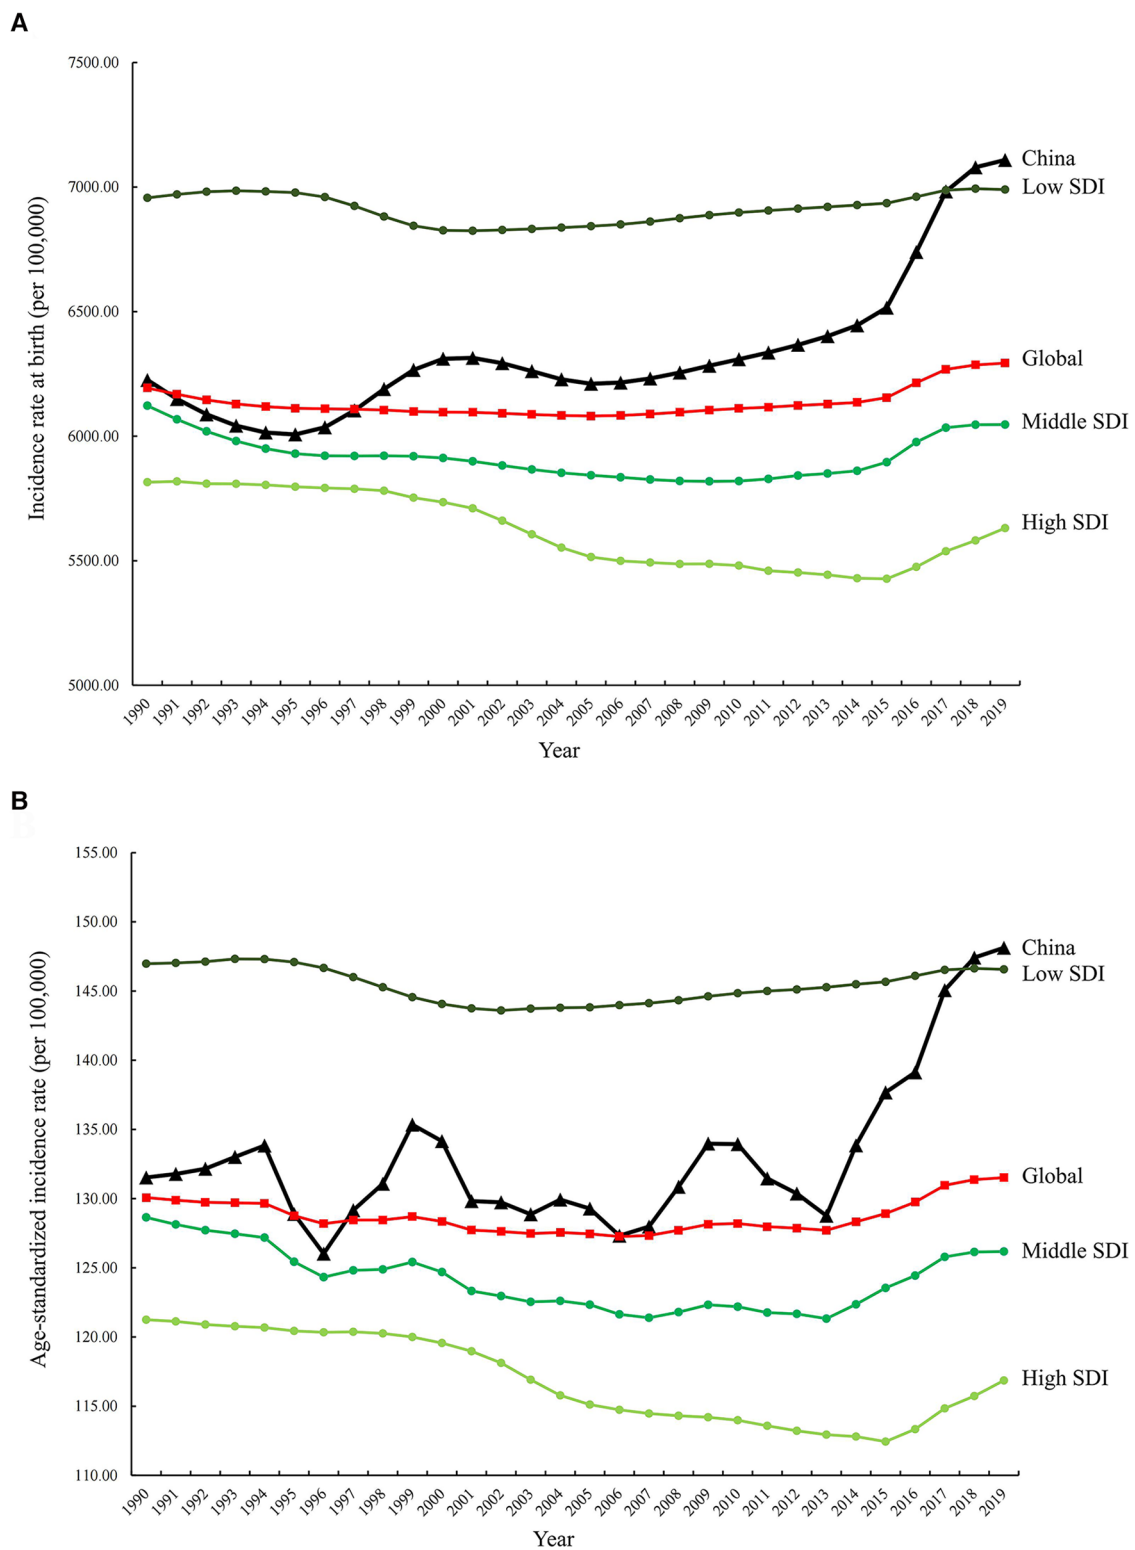 A
7500.00
7000.00
6500.00
6000.00
5500.00
5000.00
Incidence rate at birth (per 100,000)
China
Low SDI
Global
Middle SDI
High SDI
1990 1991 1992 1993 1994 1995 1996 1997 1998 1999 2000 2001 2002 2003 2004 2005 2006 2007 2008 2009 2010 2011 2012 2013 2014 2015 2016 2017 2018 2019
Year
B
155.00
150.00
145.00
140.00
135.00
130.00
125.00
120.00
115.00
110.00
Age-standardized incidence rate (per 100,000)
China
Low SDI
Global
Middle SDI
High SDI
1990 1991 1992 1993 1994 1995 1996 1997 1998 1999 2000 2001 2002 2003 2004 2005 2006 2007 2008 2009 2010 2011 2012 2013 2014 2015 2016 2017 2018 2019
Year